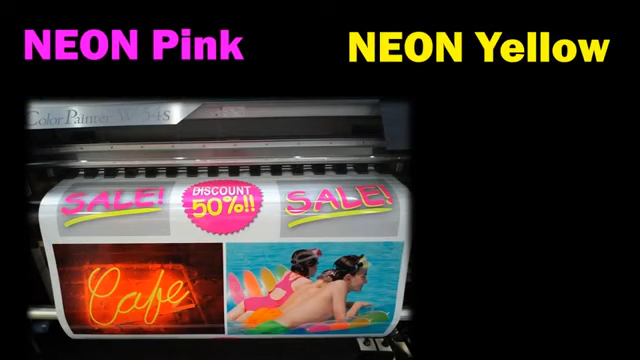 NEON Pink
NEON Yellow
ColorPainter W-54s
SALE!
DISCOUNT
50%!!
SALE!
Cafe